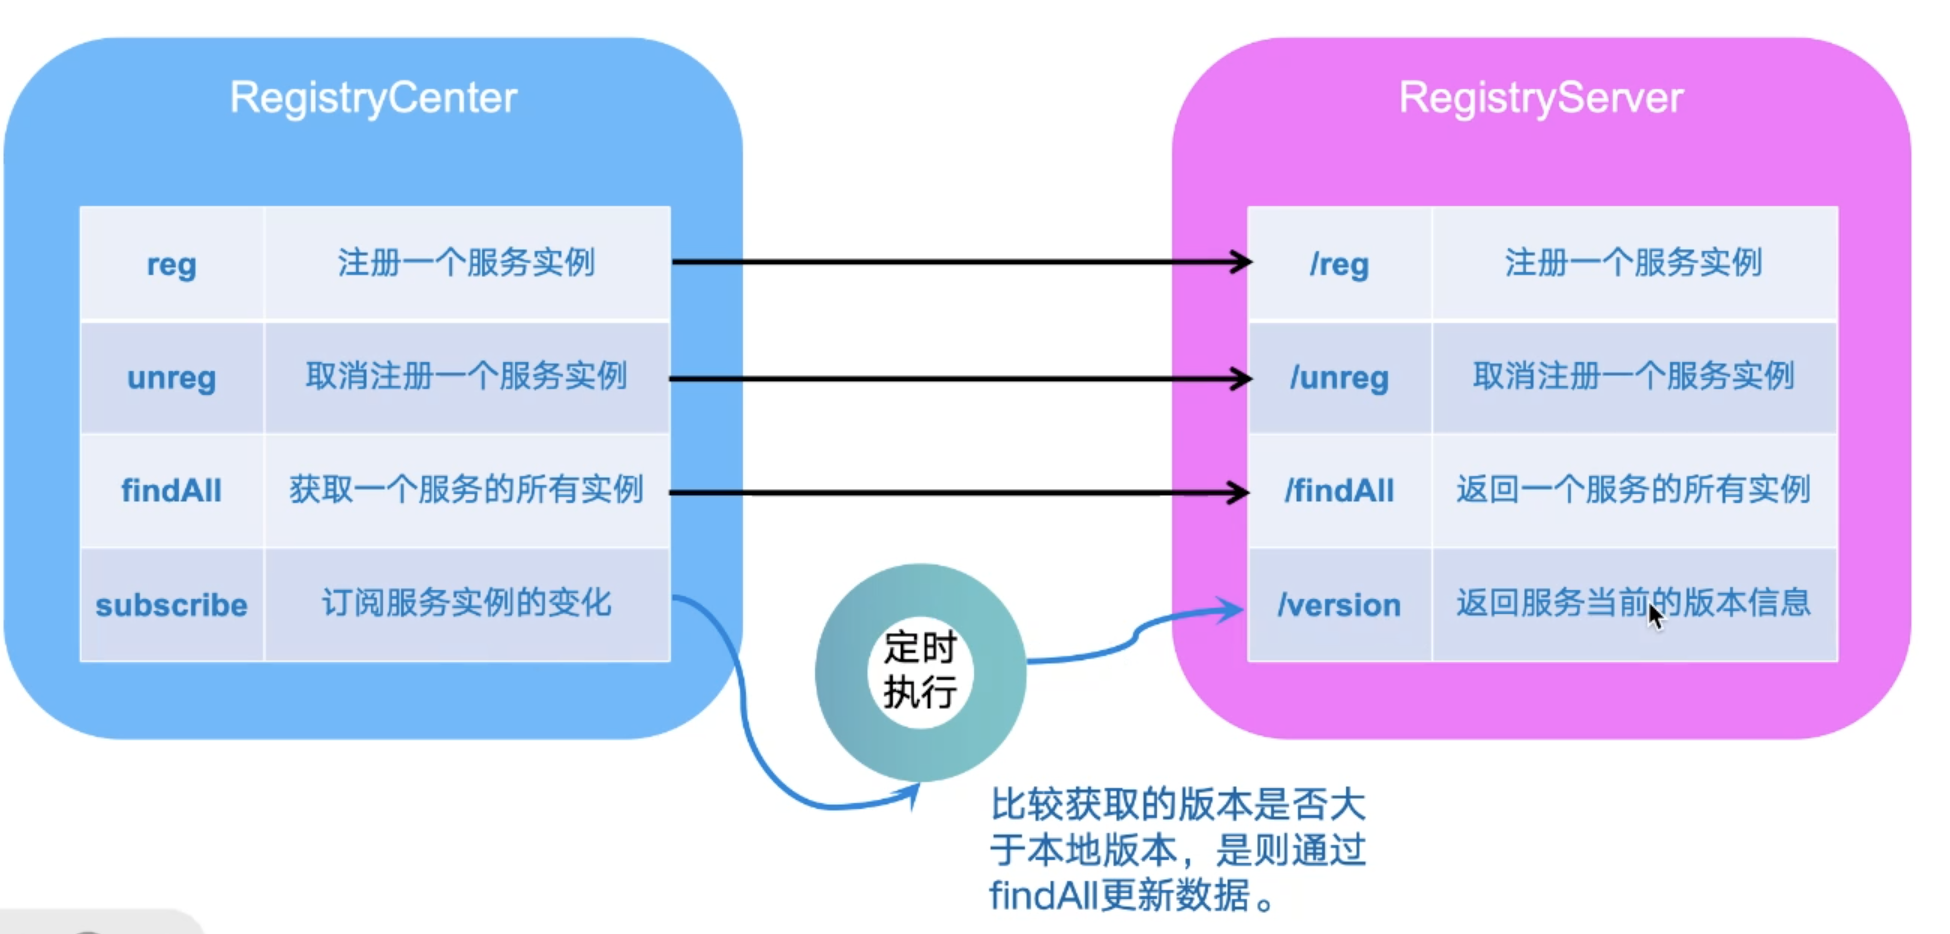 RegistryCenter
reg 注册一个服务实例
unreg 取消注册一个服务实例
findAll 获取一个服务的所有实例
subscribe 订阅服务实例的变化
RegistryServer
/reg 注册一个服务实例
/unreg 取消注册一个服务实例
/findAll 返回一个服务的所有实例
/version 返回服务当前的版本信息
定时
执行
比较获取的版本是否大
于本地版本，是则通过
findAll更新数据。